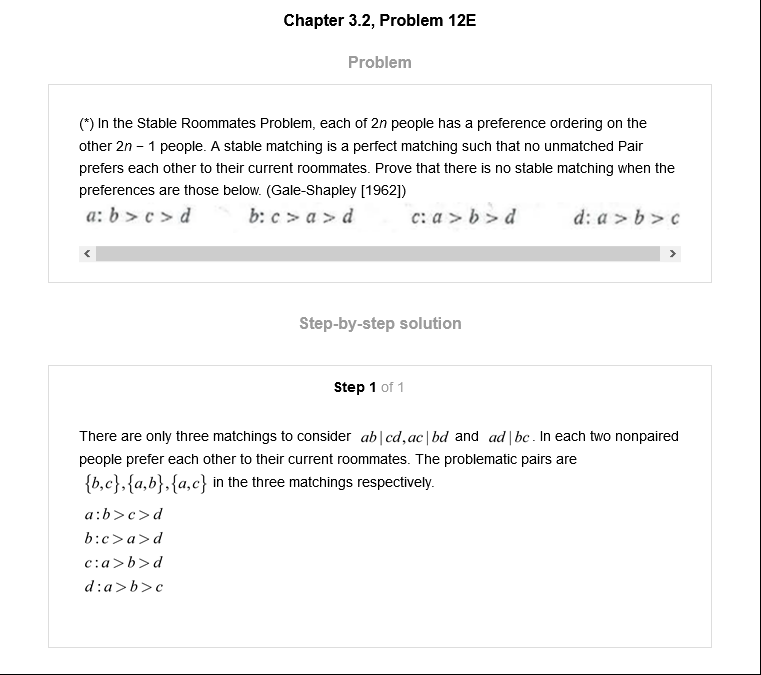 Chapter 3.2, Problem 12E
Problem
(*) In the Stable Roommates Problem, each of 2n people has a preference ordering on the
other 2n − 1 people. A stable matching is a perfect matching such that no unmatched Pair
prefers each other to their current roommates. Prove that there is no stable matching when the
preferences are those below. (Gale-Shapley [1962])
a: b > c > d b: c > a > d c: a > b > d d: a > b > c
Step-by-step solution
Step 1 of 1
There are only three matchings to consider ab|cd,ac|bd and ad|bc. In each two nonpaired
people prefer each other to their current roommates. The problematic pairs are
{b,c},{a,b},{a,c} in the three matchings respectively.
a:b>c>d
b:c>a>d
c:a>b>d
d:a>b>c